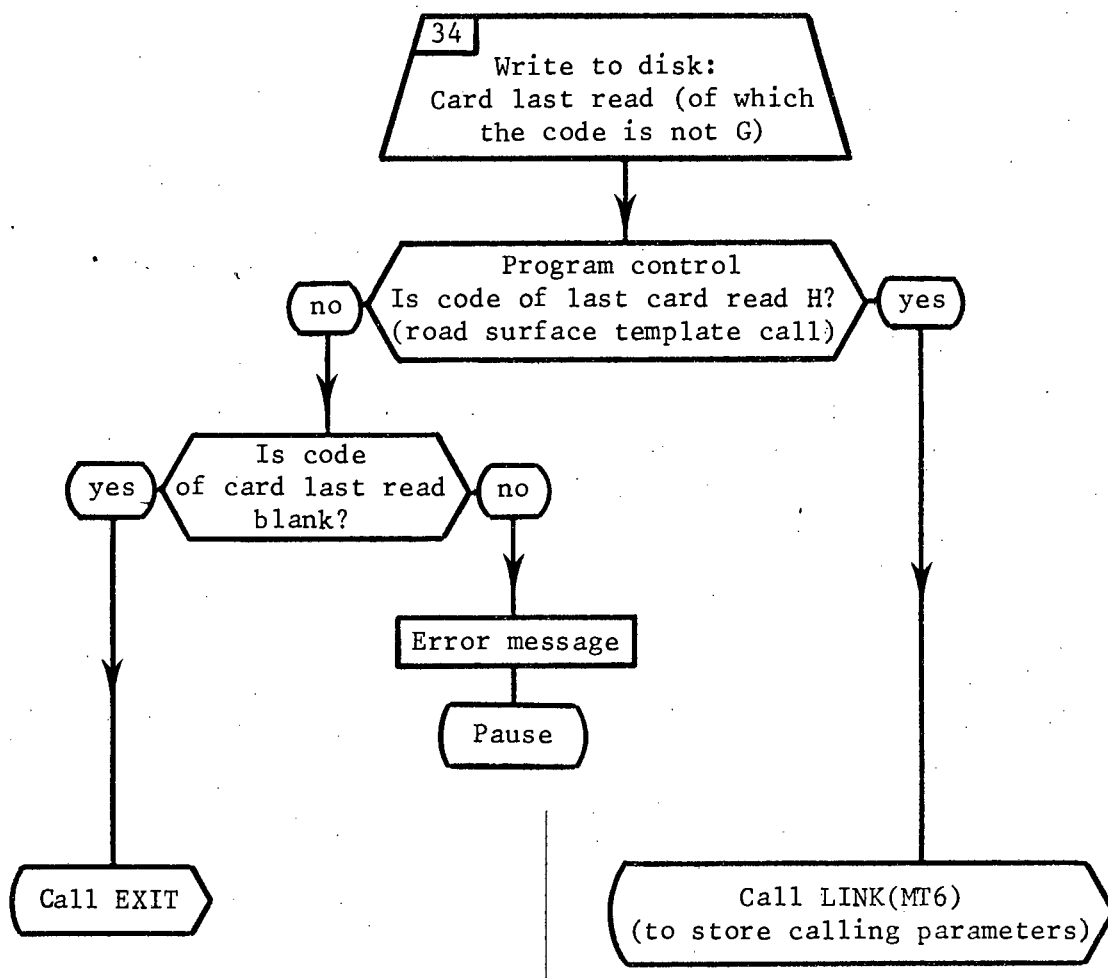 34
Write to disk:
Card last read (of which
the code is not G)
Program control
Is code of last card read H?
(road surface template call)
no
yes
Is code
of card last read
blank?
yes
no
Error message
Pause
Call EXIT
Call LINK(MT6)
(to store calling parameters)